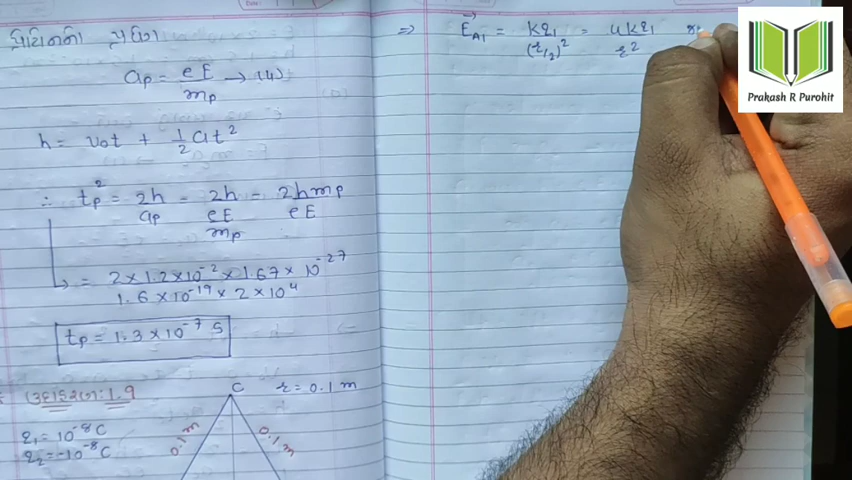 પ્રોટોનનો પ્રવેગ
ap = eE/mp → (4)
h = v0t + 1/2 at²
∴ tp² = 2h/ap = 2h/(eE/mp) = 2hmp/eE
↳ = 2 × 1.2 × 10⁻² × 1.67 × 10⁻²⁷ / 1.6 × 10⁻¹⁹ × 2 × 10⁴
tp = 1.3 × 10⁻⁷ s
ઉદાહરણ: 1.9
C r = 0.1 m
q1 = 10⁻⁸ C
q2 = -10⁻⁸ C
0.1 m 0.1 m
⇒ E⃗A1 = kq1/(r/2)² = 4kq1/r²
Prakash R Purohit